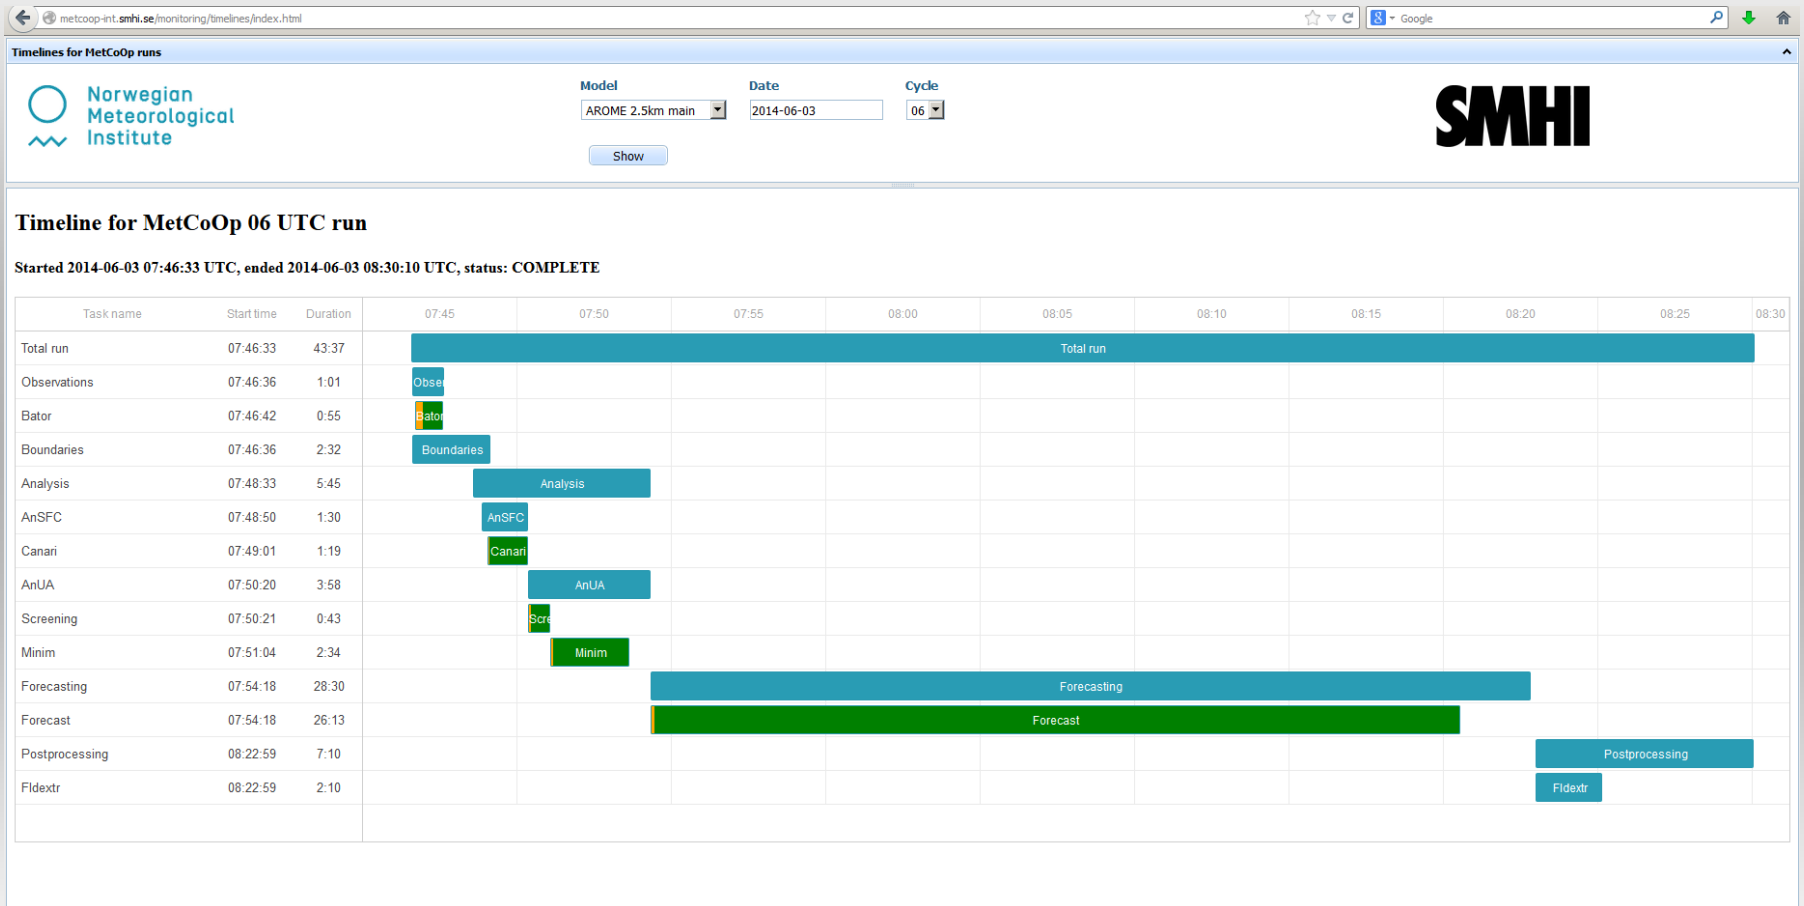 metcoop-int.smhi.se/monitoring/timelines/index.html
8 Google
Timelines for MetCoOp runs
Norwegian
Meteorological
Institute
Model Date Cycle
AROME 2.5km main 2014-06-03 06
Show
SMHI
Timeline for MetCoOp 06 UTC run
Started 2014-06-03 07:46:33 UTC, ended 2014-06-03 08:30:10 UTC, status: COMPLETE
Task name Start time Duration 07:45 07:50 07:55 08:00 08:05 08:10 08:15 08:20 08:25 08:30
Total run 07:46:33 43:37 Total run
Observations 07:46:36 1:01 Obser
Bator 07:46:42 0:55 Bator
Boundaries 07:46:36 2:32 Boundaries
Analysis 07:48:33 5:45 Analysis
AnSFC 07:48:50 1:30 AnSFC
Canari 07:49:01 1:19 Canari
AnUA 07:50:20 3:58 AnUA
Screening 07:50:21 0:43 Scre
Minim 07:51:04 2:34 Minim
Forecasting 07:54:18 28:30 Forecasting
Forecast 07:54:18 26:13 Forecast
Postprocessing 08:22:59 7:10 Postprocessing
Fldextr 08:22:59 2:10 Fldextr